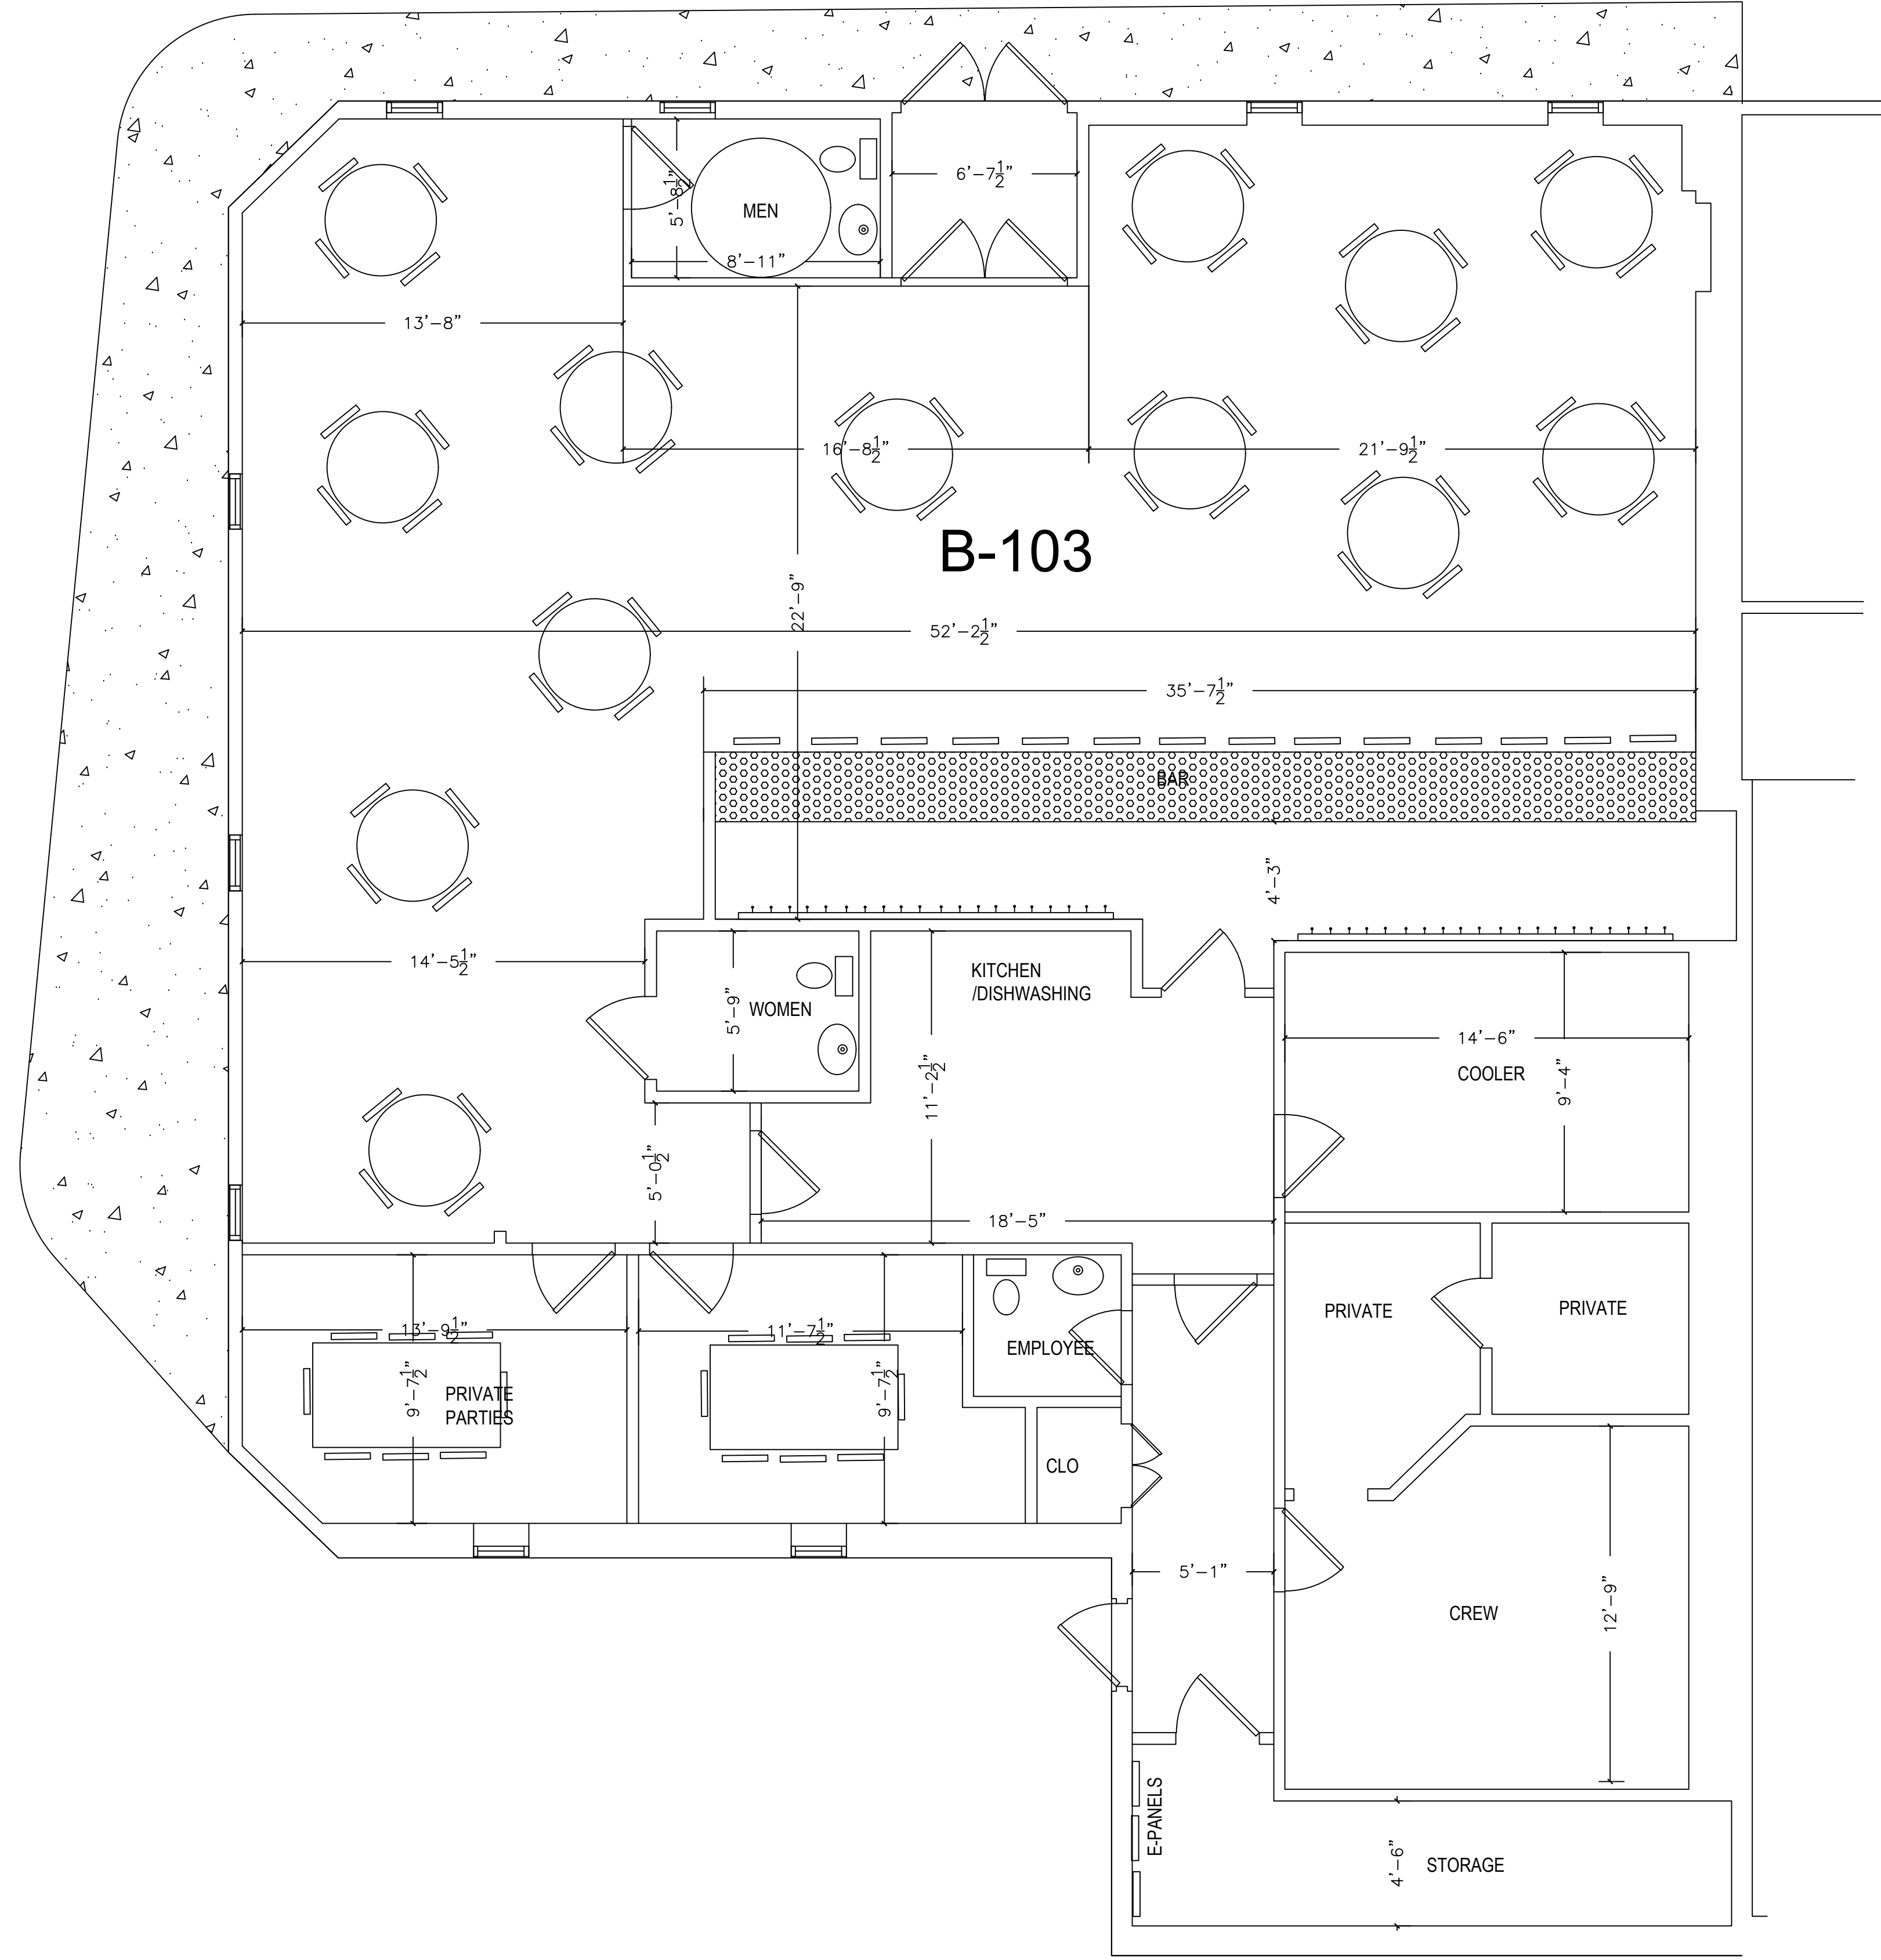 6'-7½"
5'-8½"
MEN
8'-11"
13'-8"
16'-8½"
21'-9½"
B-103
22'-9"
52'-2½"
35'-7½"
BAR
4'-3"
14'-5½"
KITCHEN
/DISHWASHING
5'-9"
WOMEN
14'-6"
COOLER
9'-4"
11'-2½"
5'-0½"
18'-5"
PRIVATE
PRIVATE
13'-9½"
11'-7½"
EMPLOYEE
9'-7½"
PRIVATE
PARTIES
9'-7½"
CLO
5'-1"
CREW
12'-9"
E-PANELS
4'-6"
STORAGE